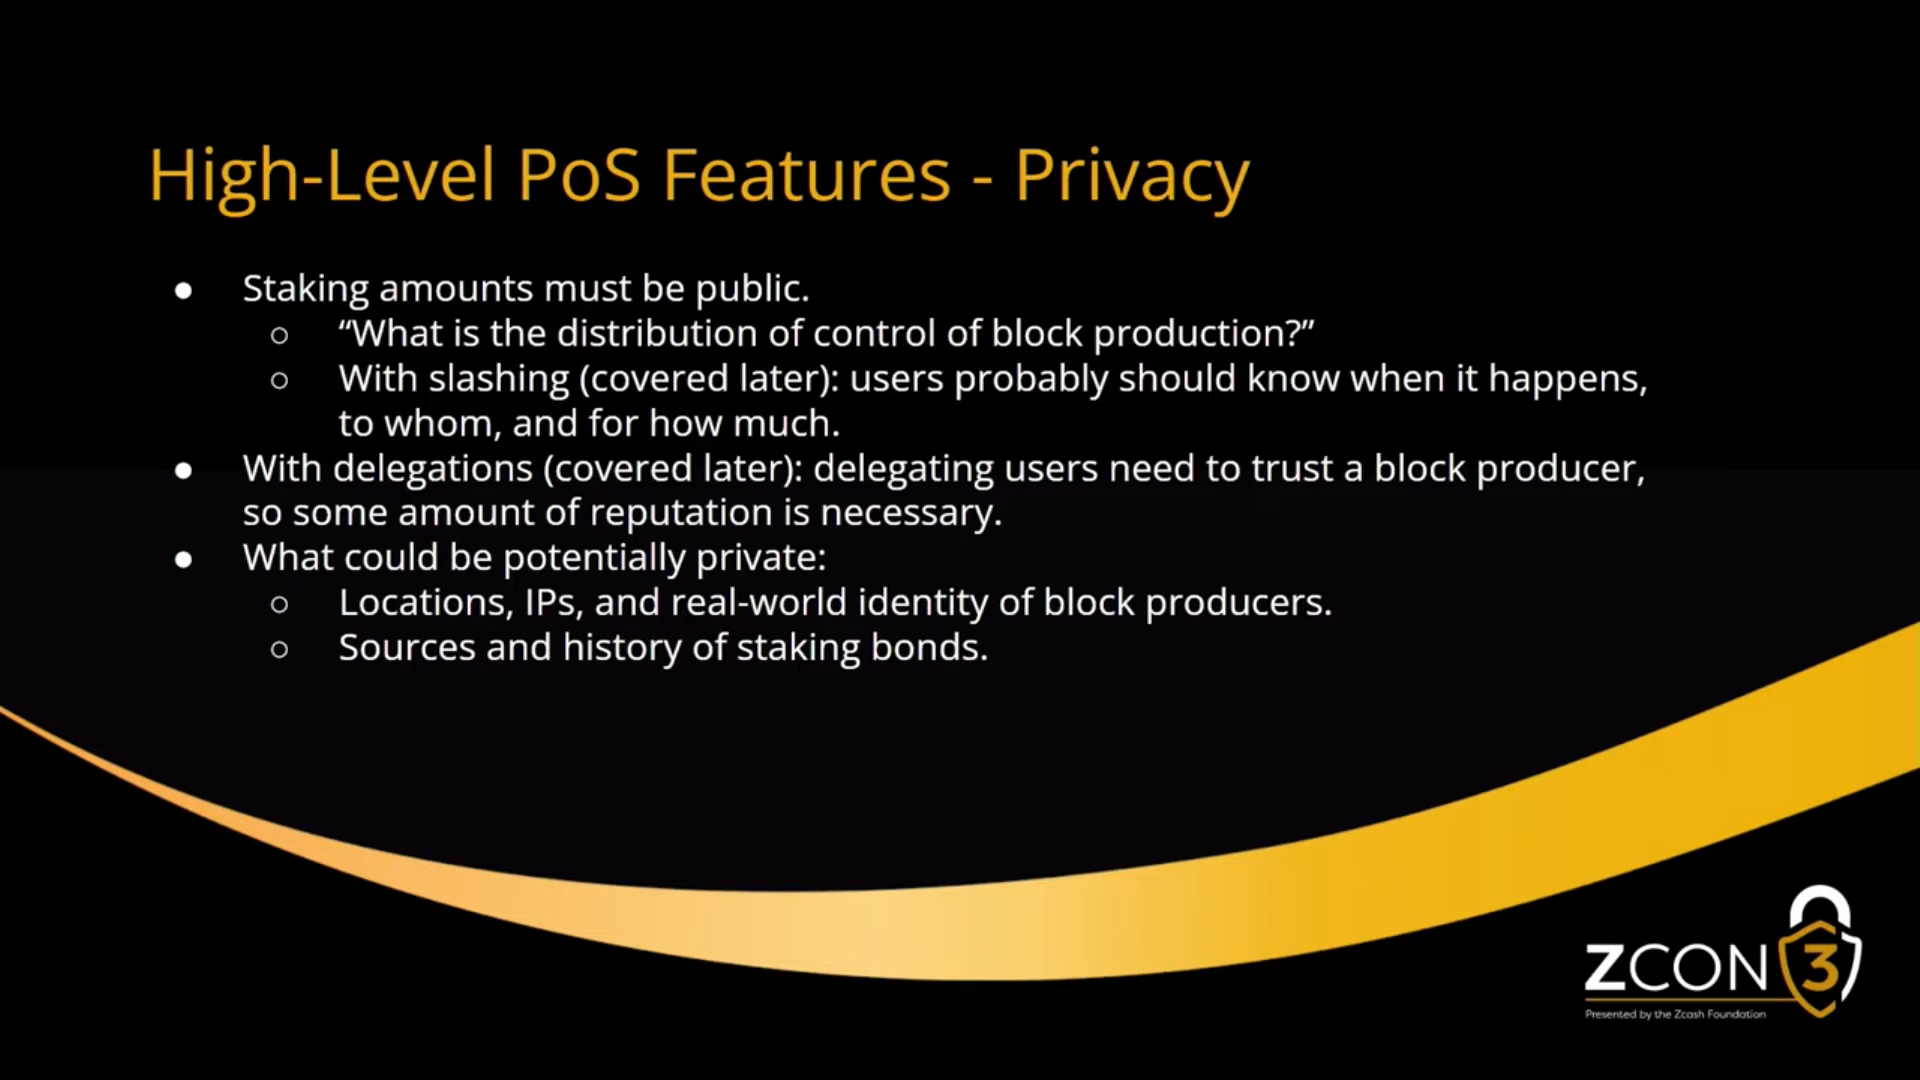 High-Level PoS Features - Privacy
● Staking amounts must be public.
○ “What is the distribution of control of block production?”
○ With slashing (covered later): users probably should know when it happens,
to whom, and for how much.
● With delegations (covered later): delegating users need to trust a block producer,
so some amount of reputation is necessary.
● What could be potentially private:
○ Locations, IPs, and real-world identity of block producers.
○ Sources and history of staking bonds.
ZCON 3
Presented by the Zcash Foundation